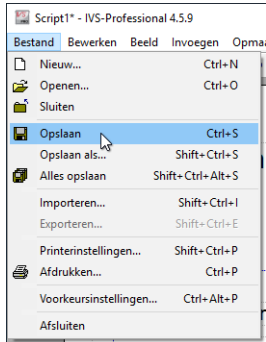 Script1* - IVS-Professional 4.5.9
Bestand Bewerken Beeld Invoegen
Nieuw... Ctrl+N
Openen... Ctrl+O
Sluiten
Opslaan Ctrl+S
Opslaan als... Shift+Ctrl+S
Alles opslaan Shift+Ctrl+Alt+S
Importeren... Shift+Ctrl+I
Exporteren... Shift+Ctrl+E
Printerinstellingen... Shift+Ctrl+P
Afdrukken... Ctrl+P
Voorkeursinstellingen... Ctrl+Alt+P
Afsluiten